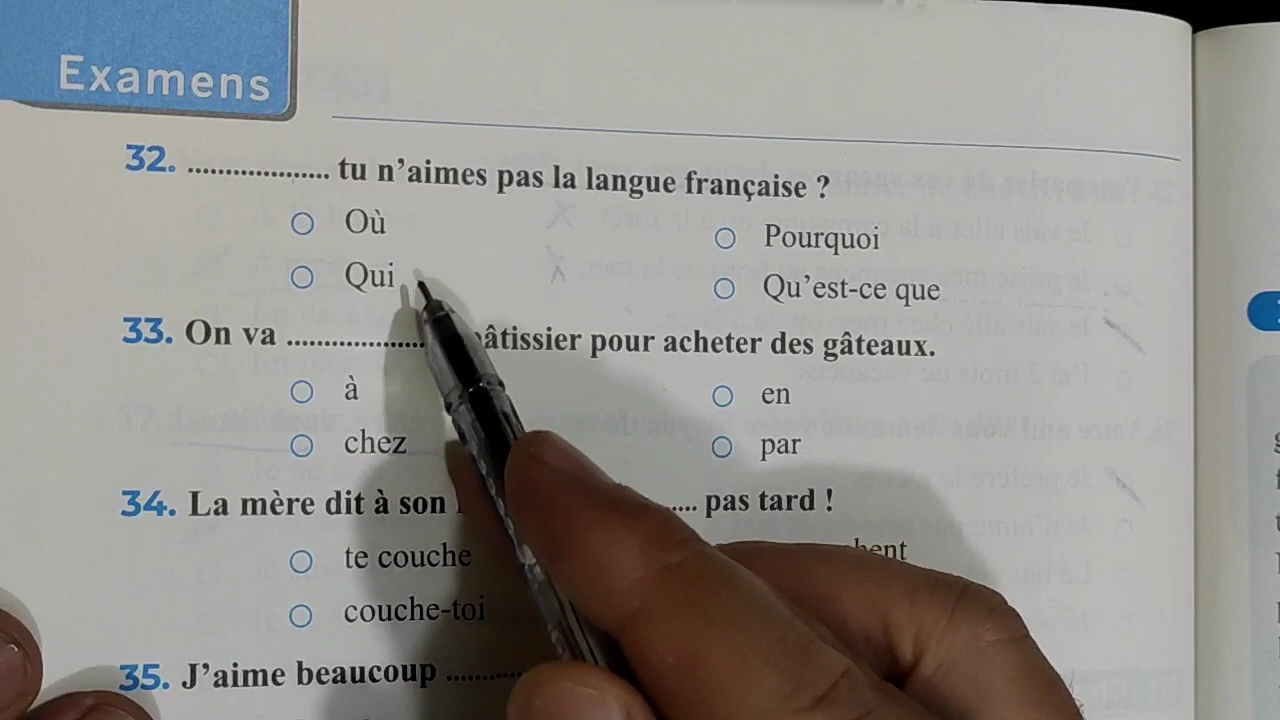 Examens
32. ................... tu n'aimes pas la langue française ?
Où
Pourquoi
Qui
Qu'est-ce que
33. On va ................... pour acheter des gâteaux.
à
en
chez
par
34. La mère dit à son .... pas tard !
te couche
couche-toi
35. J'aime beaucoup ..........